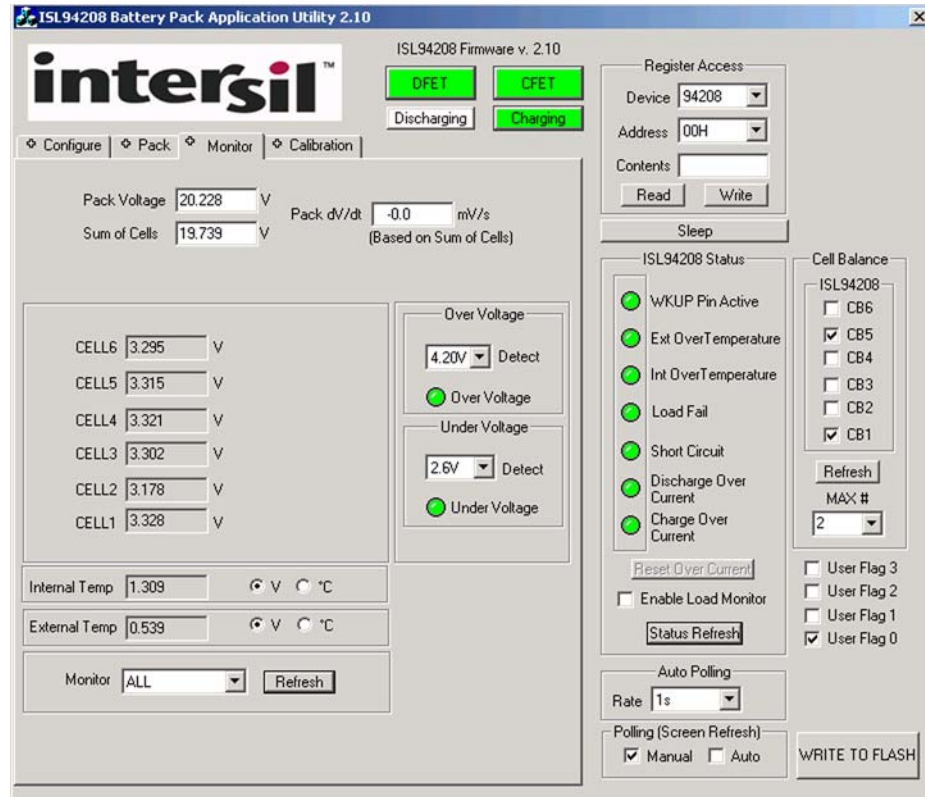 ISL94208 Battery Pack Application Utility 2.10
intersil™
ISL94208 Firmware v. 2.10
DFET CFET
Discharging Charging
Configure Pack Monitor Calibration
Pack Voltage 20.228 V
Sum of Cells 19.739 V
Pack dV/dt -0.0 mV/s
(Based on Sum of Cells)
CELL6 3.295 V
CELL5 3.315 V
CELL4 3.321 V
CELL3 3.302 V
CELL2 3.178 V
CELL1 3.328 V
Over Voltage
4.20V Detect
Over Voltage
Under Voltage
2.6V Detect
Under Voltage
Internal Temp 1.309 V °C
External Temp 0.539 V °C
Monitor ALL Refresh
Register Access
Device 94208
Address 00H
Contents
Read Write
Sleep
ISL94208 Status
WKUP Pin Active
Ext OverTemperature
Int OverTemperature
Load Fail
Short Circuit
Discharge Over
Current
Charge Over
Current
Reset Over Current
Enable Load Monitor
Status Refresh
Cell Balance
ISL94208
CB6
CB5
CB4
CB3
CB2
CB1
Refresh
MAX #
2
User Flag 3
User Flag 2
User Flag 1
User Flag 0
Auto Polling
Rate 1s
Polling (Screen Refresh)
Manual Auto
WRITE TO FLASH